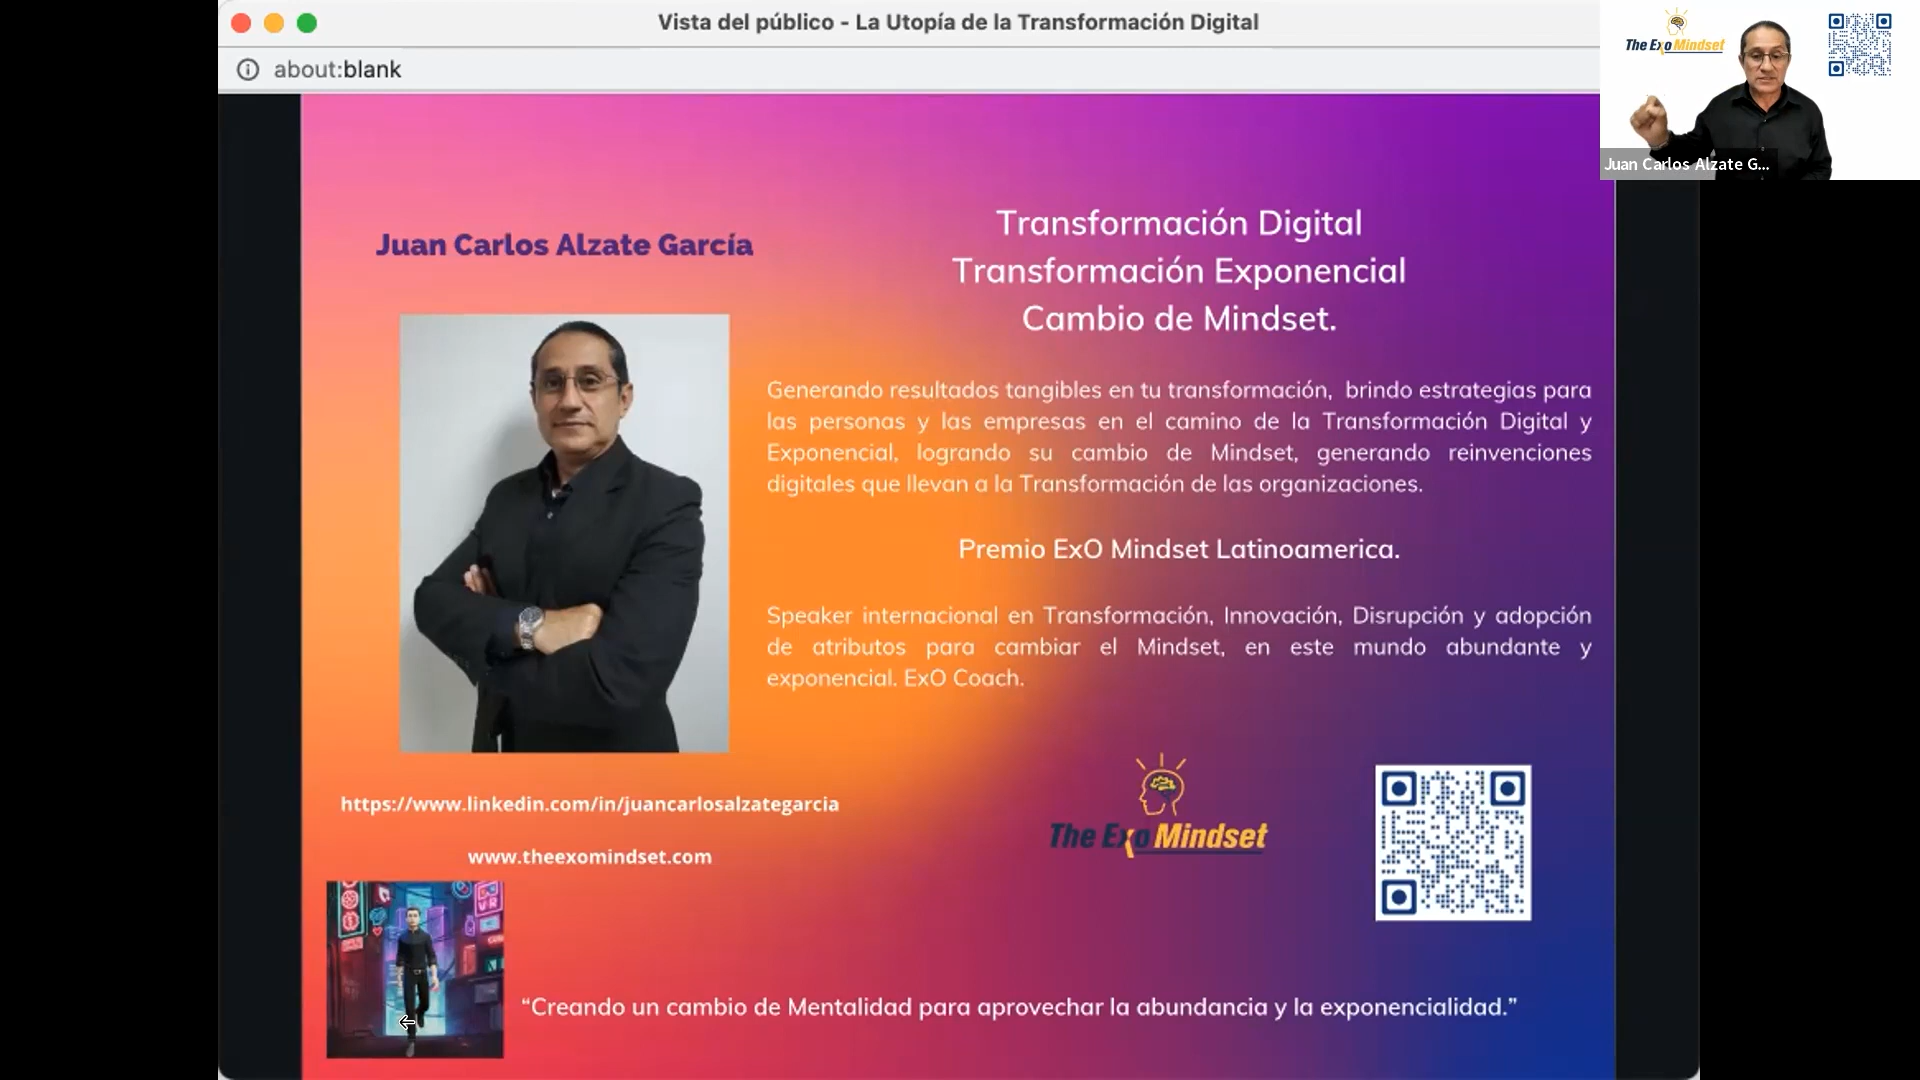 Vista del público - La Utopía de la Transformación Digital
about:blank
The Exo Mindset
Juan Carlos Alzate G...
Juan Carlos Alzate García
Transformación Digital
Transformación Exponencial
Cambio de Mindset.
Generando resultados tangibles en tu transformación, brindo estrategias para
las personas y las empresas en el camino de la Transformación Digital y
Exponencial, logrando su cambio de Mindset, generando reinvenciones
digitales que llevan a la Transformación de las organizaciones.
Premio ExO Mindset Latinoamerica.
Speaker internacional en Transformación, Innovación, Disrupción y adopción
de atributos para cambiar el Mindset, en este mundo abundante y
exponencial. ExO Coach.
https://www.linkedin.com/in/juancarlosalzategarcia
www.theexomindset.com
The Exo Mindset
VR
“Creando un cambio de Mentalidad para aprovechar la abundancia y la exponencialidad.”